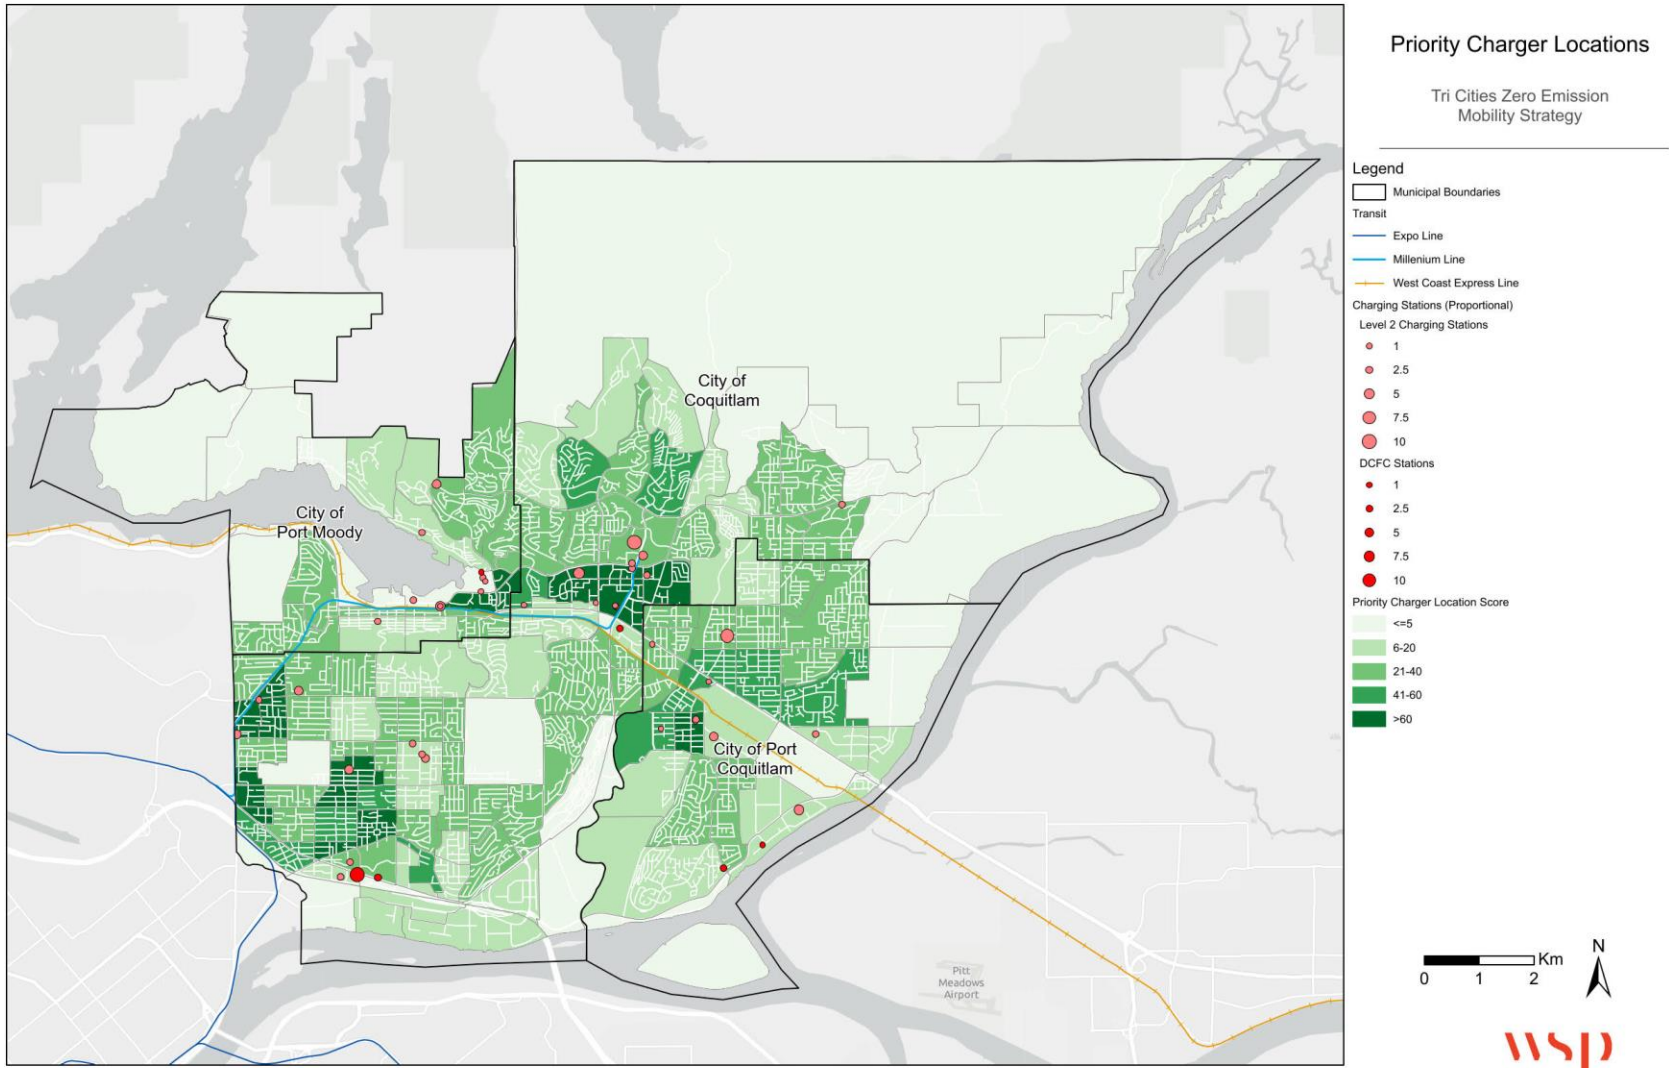 Priority Charger Locations
Tri Cities Zero Emission
Mobility Strategy
Legend
Municipal Boundaries
Transit
Expo Line
Millenium Line
West Coast Express Line
Charging Stations (Proportional)
Level 2 Charging Stations
1
2.5
5
7.5
10
DCFC Stations
1
2.5
5
7.5
10
Priority Charger Location Score
<=5
6-20
21-40
41-60
>60
City of
Coquitlam
City of
Port Moody
City of Port
Coquitlam
Pitt
Meadows
Airport
Km
0 1 2
N
wsp